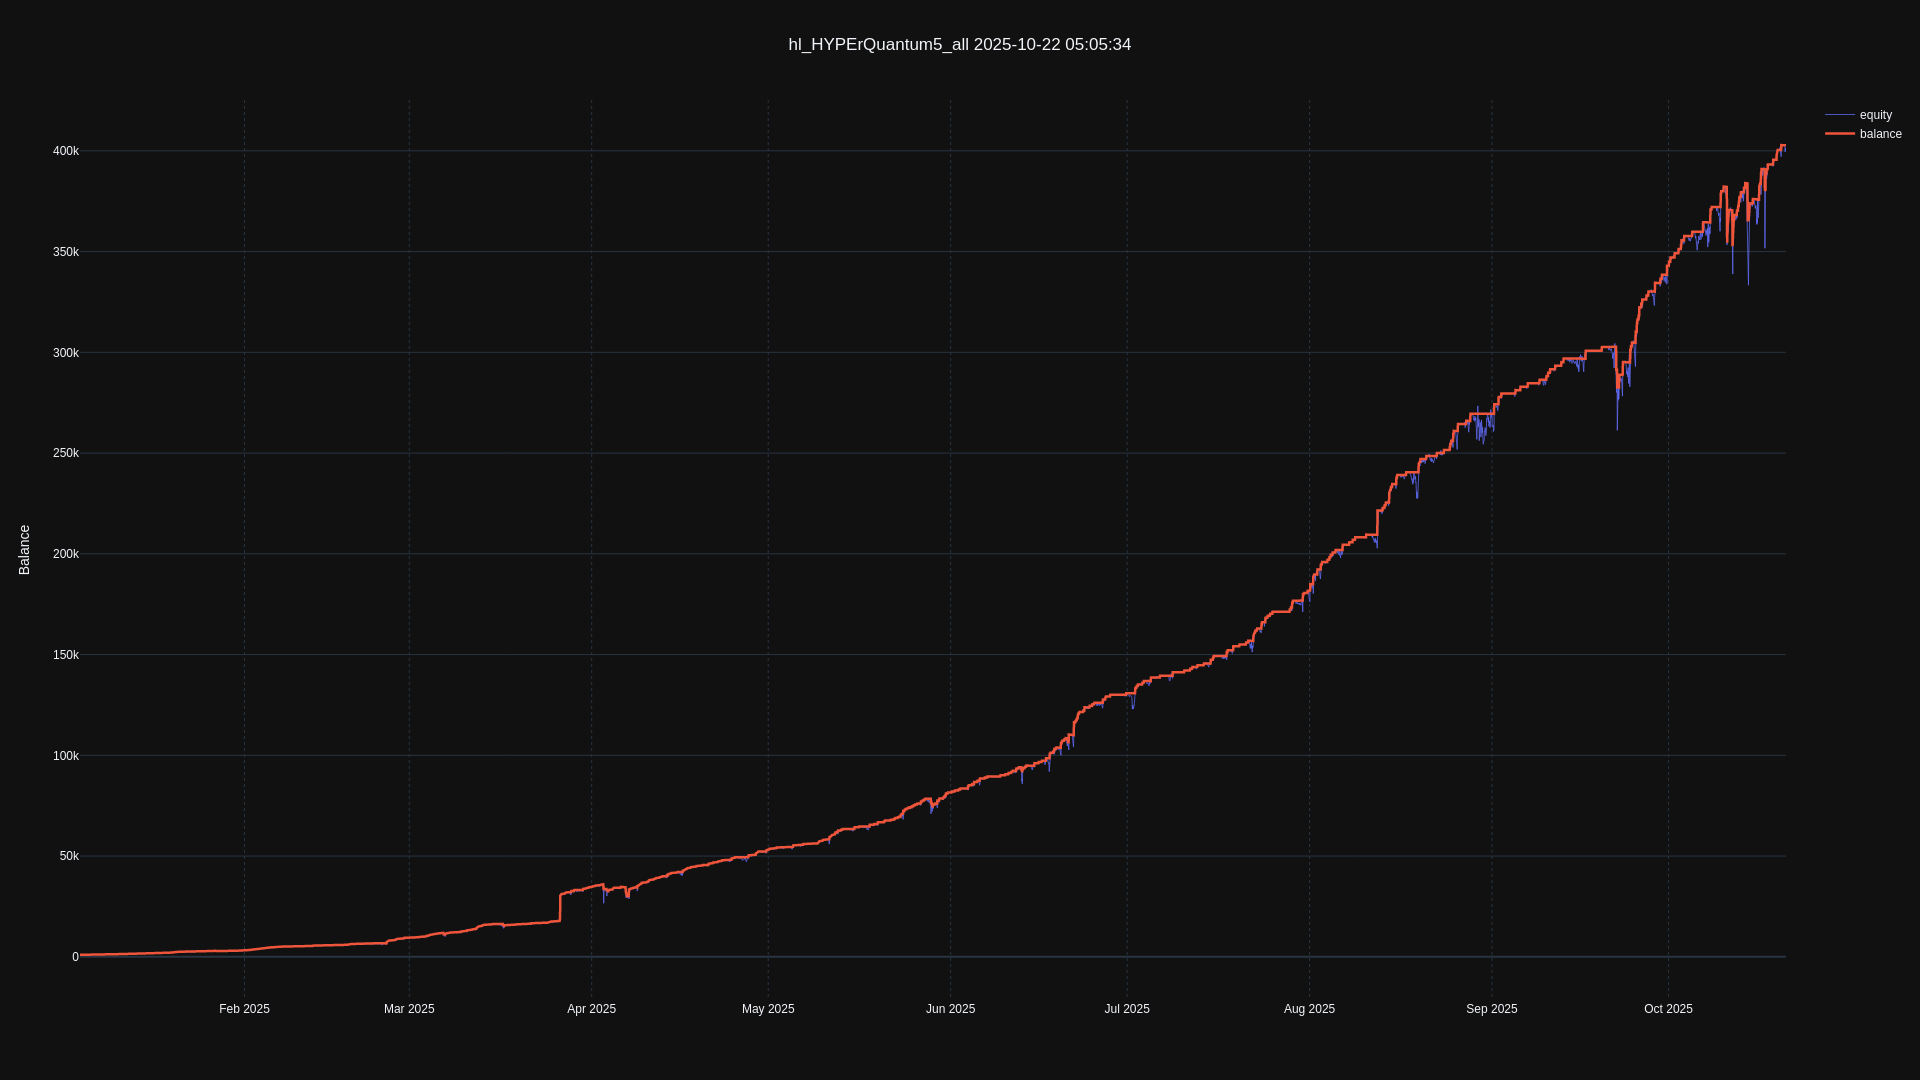 hl_HYPErQuantum5_all 2025-10-22 05:05:34
equity
balance
Balance
400k
350k
300k
250k
200k
150k
100k
50k
0
Feb 2025
Mar 2025
Apr 2025
May 2025
Jun 2025
Jul 2025
Aug 2025
Sep 2025
Oct 2025